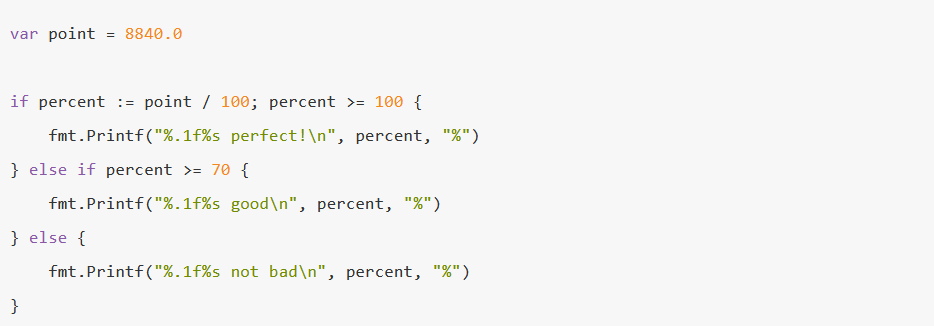 var point = 8840.0
if percent := point / 100; percent >= 100 {
    fmt.Printf("%.1f%s perfect!\n", percent, "%")
} else if percent >= 70 {
    fmt.Printf("%.1f%s good\n", percent, "%")
} else {
    fmt.Printf("%.1f%s not bad\n", percent, "%")
}